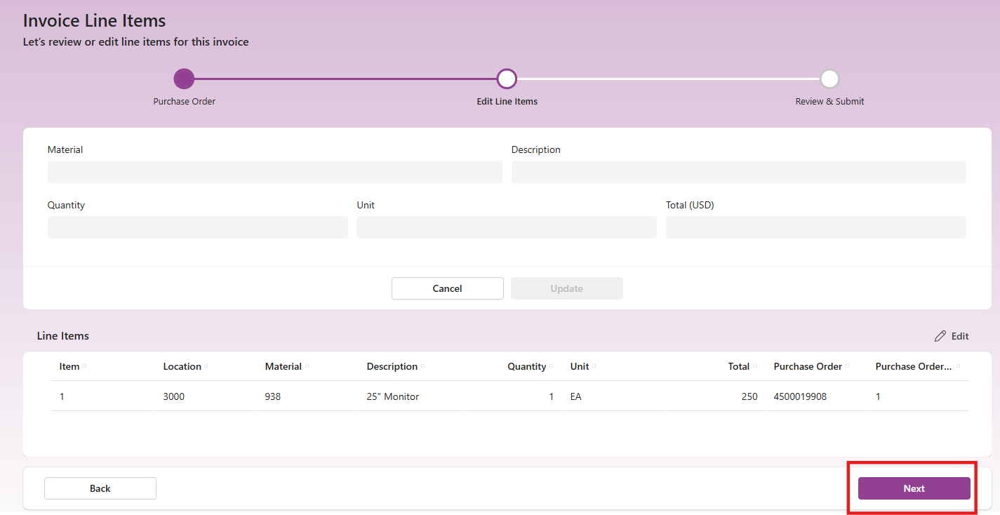 Invoice Line Items
Let's review or edit line items for this invoice
Purchase Order
Edit Line Items
Review & Submit
Material
Description
Quantity
Unit
Total (USD)
Cancel
Update
Line Items
Edit
Item Location Material Description Quantity Unit Total Purchase Order Purchase Order...
1 3000 938 25" Monitor 1 EA 250 4500019908 1
Back
Next